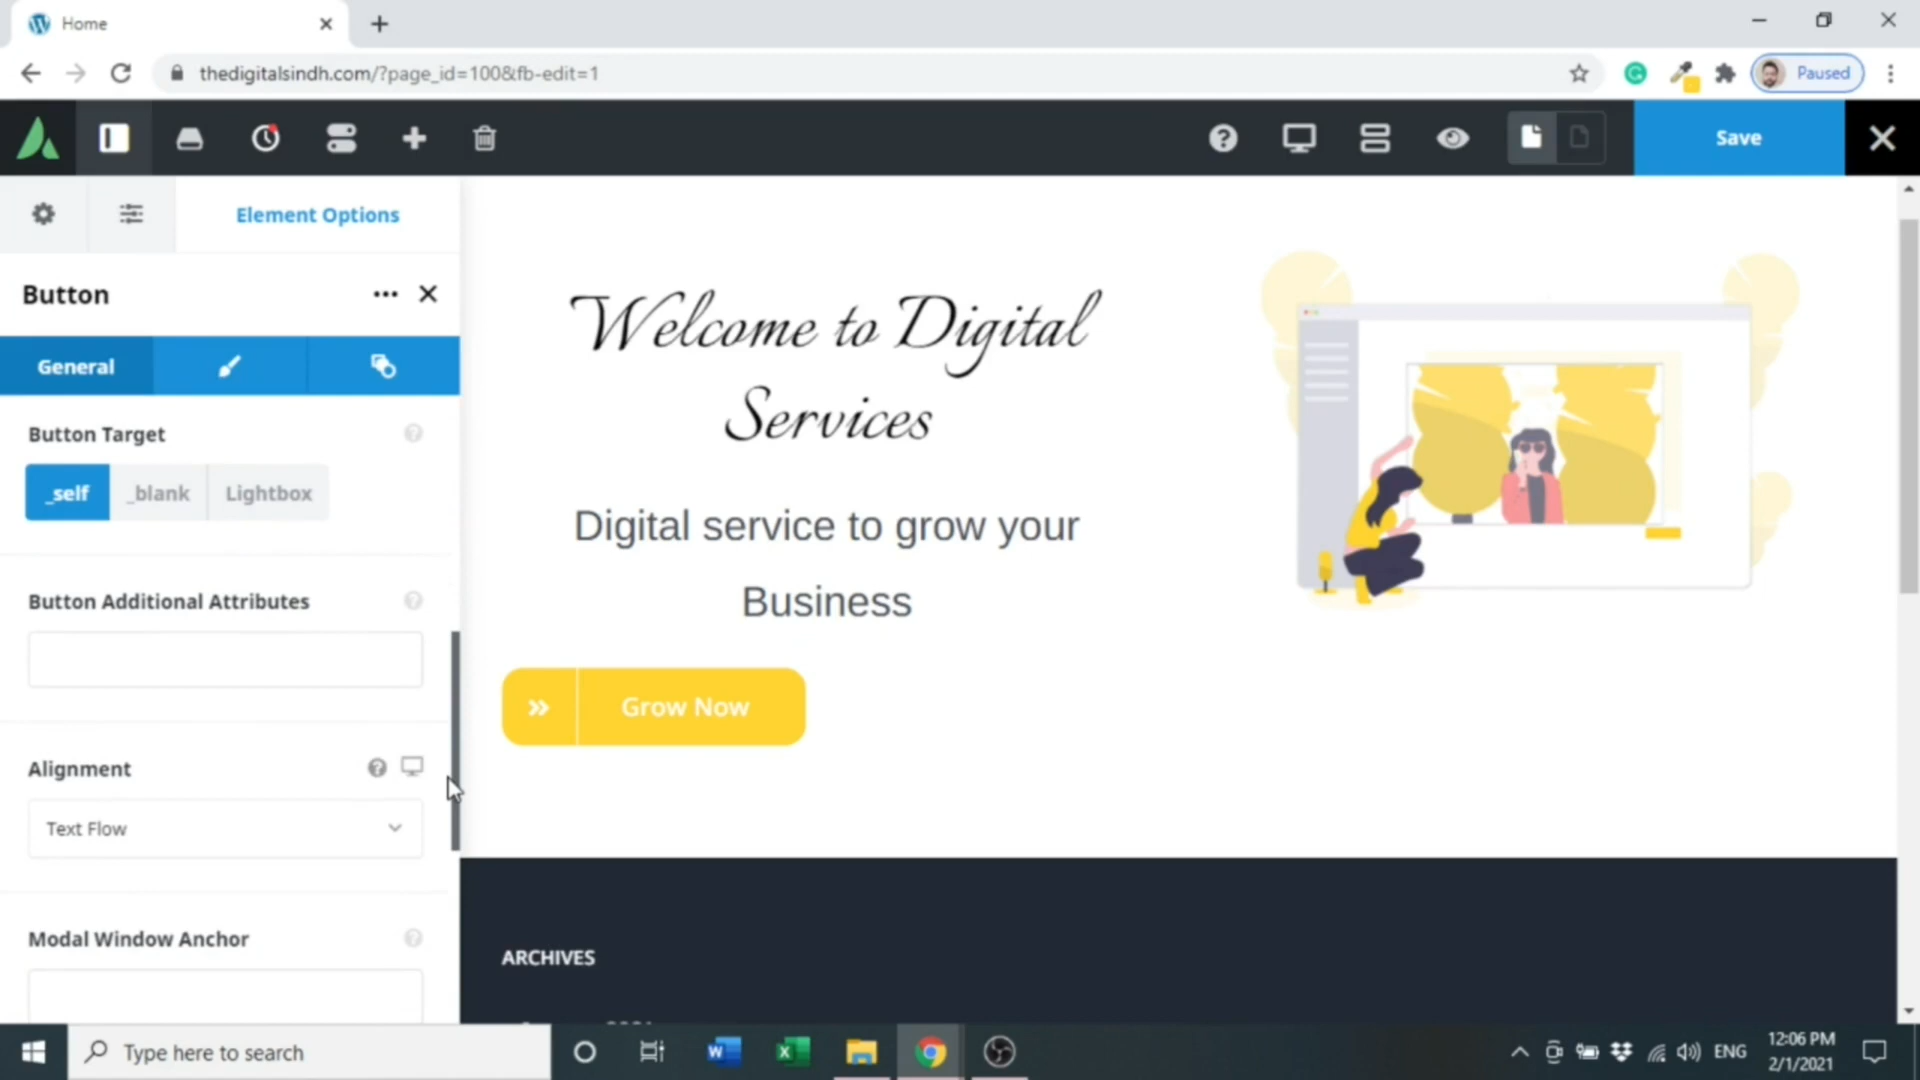 Home
thedigitalsindh.com/?page_id=100&fb-edit=1
Paused
Save
Element Options
Button
General
Button Target
_self
_blank
Lightbox
Button Additional Attributes
Alignment
Text Flow
Modal Window Anchor
Welcome to Digital
Services
Digital service to grow your
Business
Grow Now
ARCHIVES
Type here to search
ENG
12:06 PM
2/1/2021